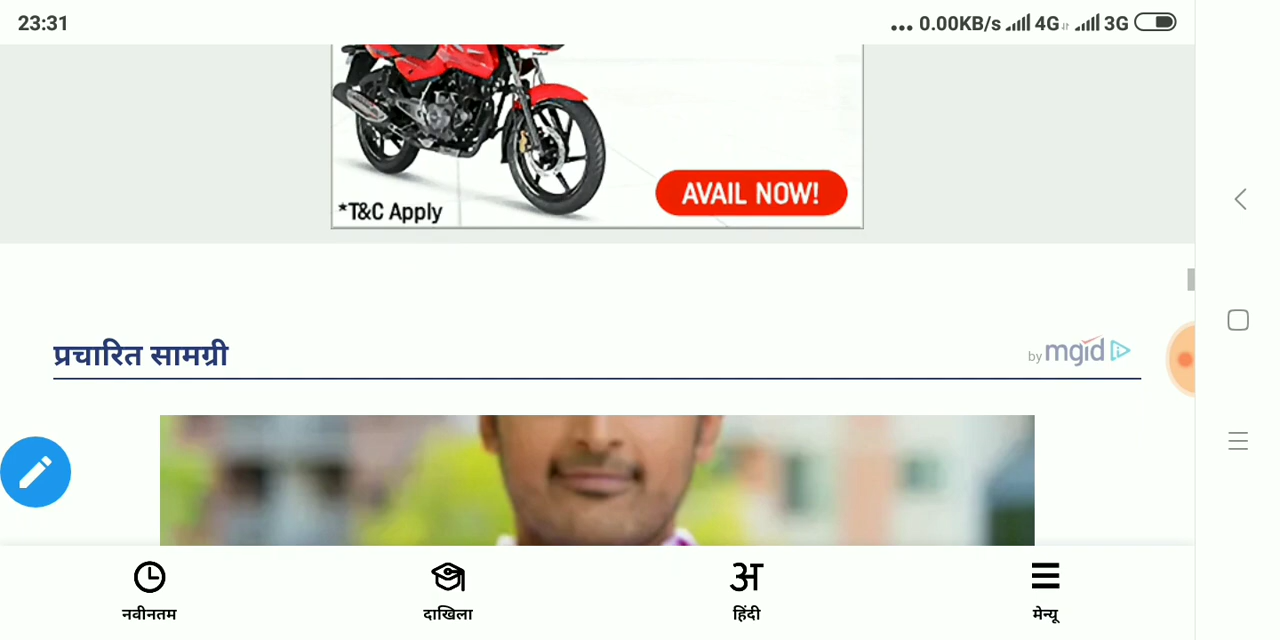 23:31
... 0.00KB/s 4G 3G
*T&C Apply
AVAIL NOW!
प्रचारित सामग्री
by mgid
नवीनतम
दाखिला
अ
हिंदी
मेन्यू